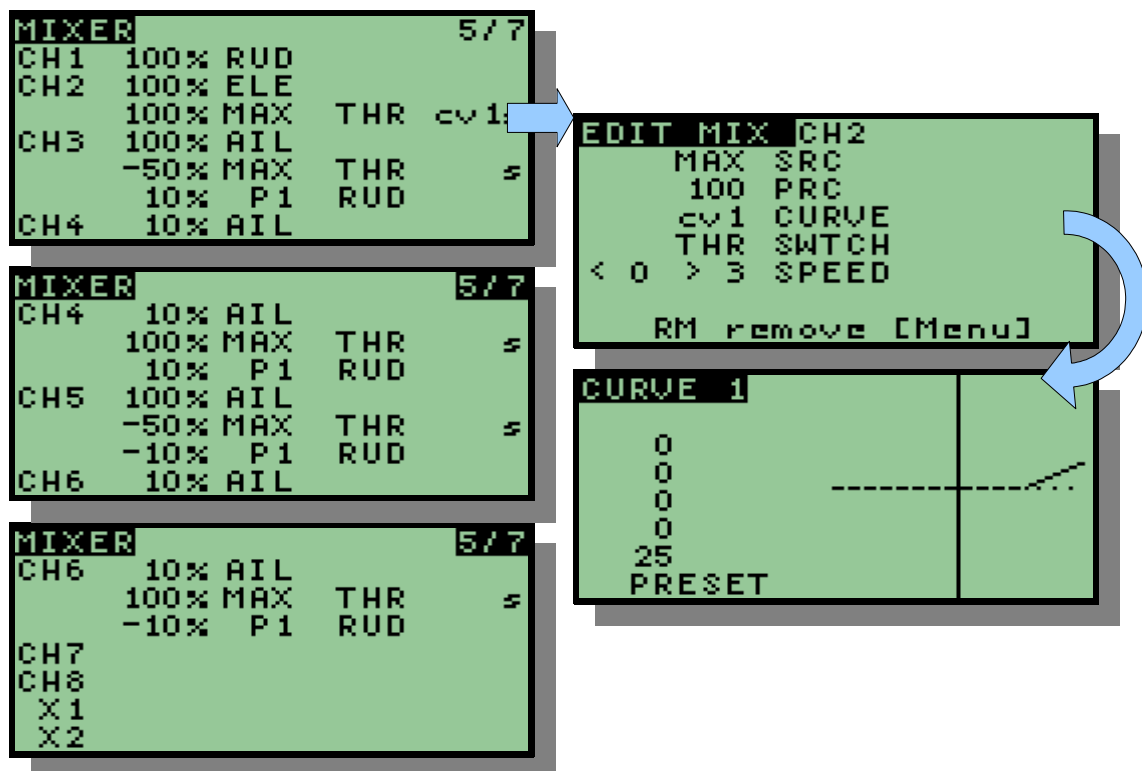 MIXER 5/7
CH1 100% RUD
CH2 100% ELE
100% MAX THR cv1s
CH3 100% AIL
-50% MAX THR s
10% P1 RUD
CH4 10% AIL
MIXER 5/7
CH4 10% AIL
100% MAX THR s
10% P1 RUD
CH5 100% AIL
-50% MAX THR s
-10% P1 RUD
CH6 10% AIL
MIXER 5/7
CH6 10% AIL
100% MAX THR s
-10% P1 RUD
CH7
CH8
X1
X2
EDIT MIX CH2
MAX SRC
100 PRC
cv1 CURVE
THR SWTCH
< 0 > 3 SPEED
RM remove [Menu]
CURVE 1
0
0
0
0
25
PRESET